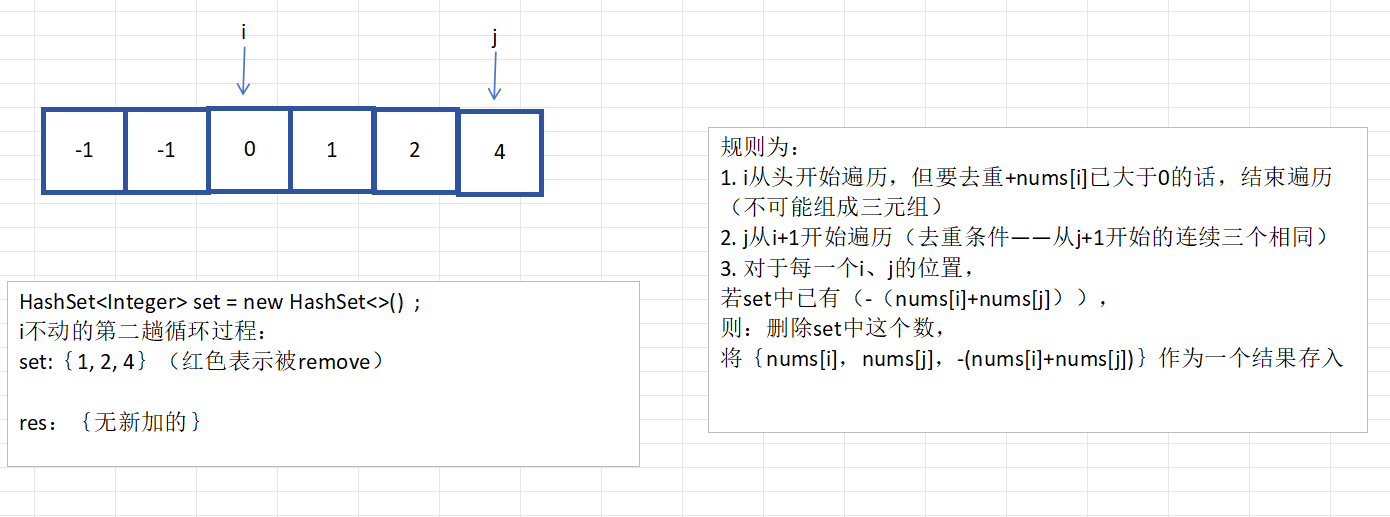 i
j
-1 -1 0 1 2 4
HashSet<Integer> set = new HashSet<>() ;
i不动的第二趟循环过程:
set:{ 1, 2, 4 }(红色表示被remove)
res: { 无新加的 }
规则为:
1. i从头开始遍历，但要去重+nums[i]已大于0的话，结束遍历
（不可能组成三元组）
2. j从i+1开始遍历（去重条件——从j+1开始的连续三个相同）
3. 对于每一个i、j的位置，
若set中已有（-（nums[i]+nums[j]）），
则：删除set中这个数，
将｛nums[i]，nums[j]，-(nums[i]+nums[j])｝作为一个结果存入